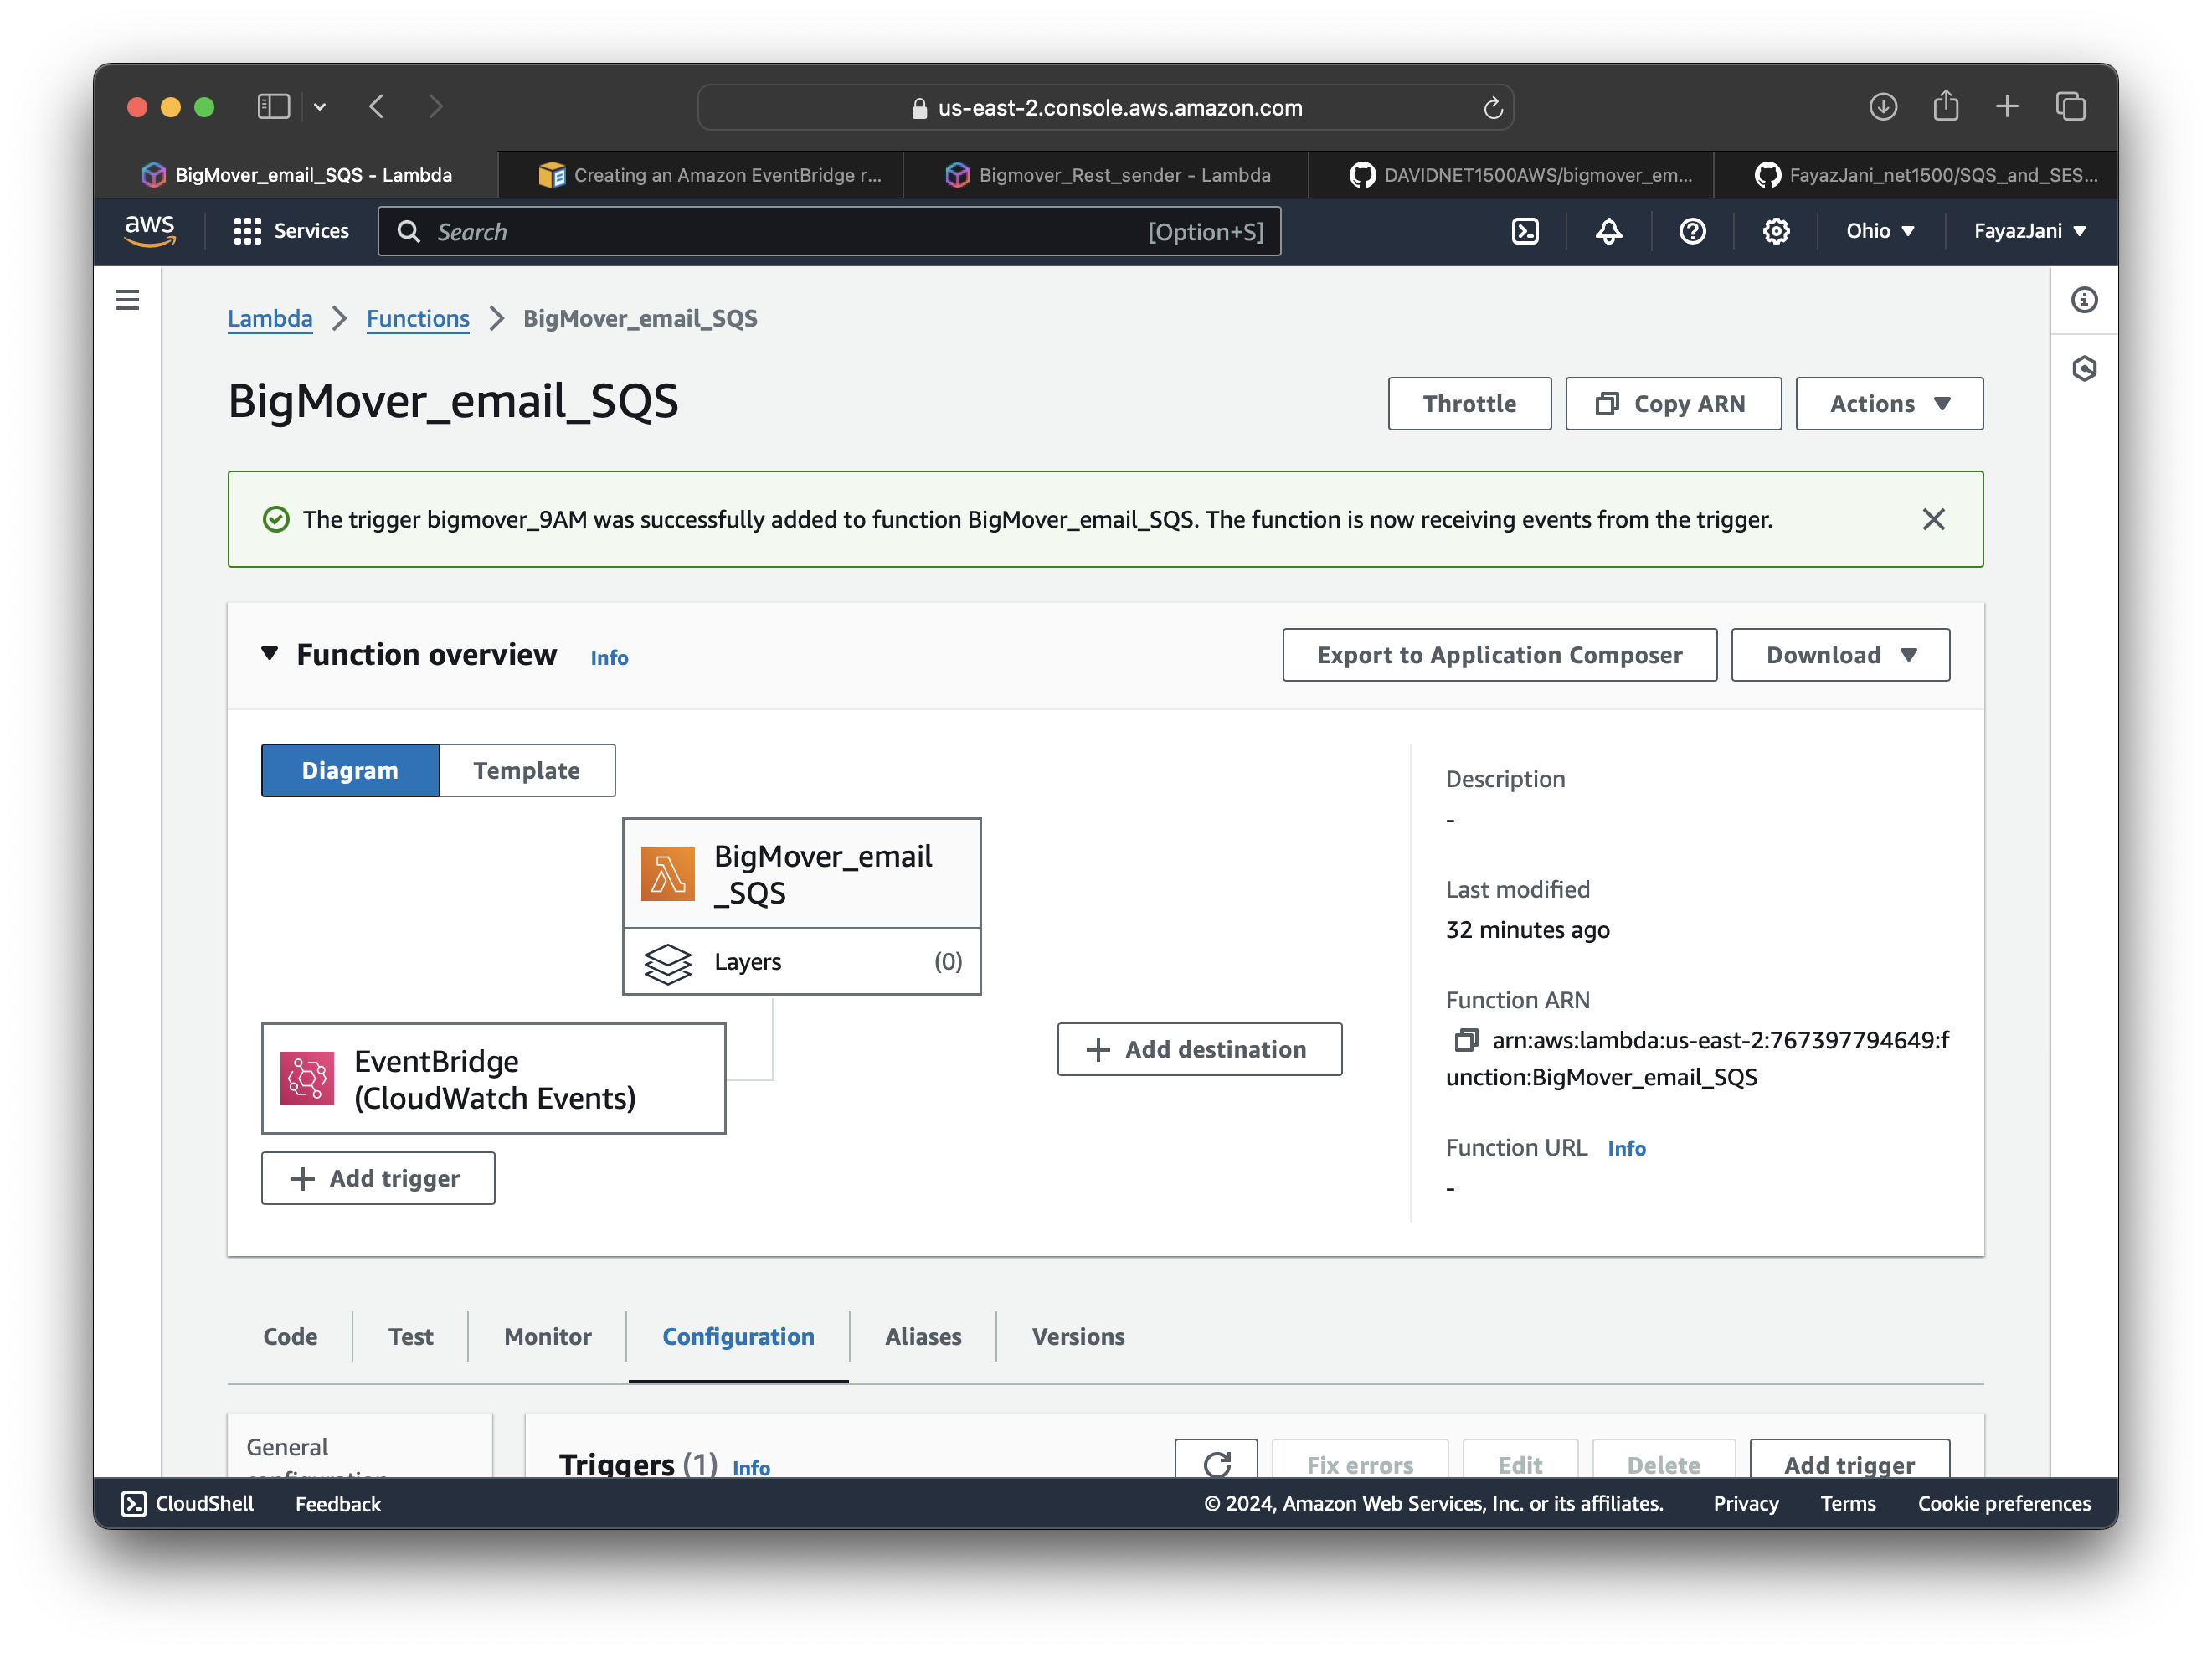 us-east-2.console.aws.amazon.com
BigMover_email_SQS - Lambda
Creating an Amazon EventBridge r...
Bigmover_Rest_sender - Lambda
DAVIDNET1500AWS/bigmover_em...
FayazJani_net1500/SQS_and_SES...
aws
Services
Search
[Option+S]
Ohio
FayazJani
Lambda
Functions
BigMover_email_SQS
BigMover_email_SQS
Throttle
Copy ARN
Actions
The trigger bigmover_9AM was successfully added to function BigMover_email_SQS. The function is now receiving events from the trigger.
Function overview
Info
Export to Application Composer
Download
Diagram
Template
BigMover_email
_SQS
Layers
(0)
EventBridge
(CloudWatch Events)
Add trigger
Add destination
Description
-
Last modified
32 minutes ago
Function ARN
arn:aws:lambda:us-east-2:767397794649:f
unction:BigMover_email_SQS
Function URL
Info
-
Code
Test
Monitor
Configuration
Aliases
Versions
General
configuration
Triggers (1)
Info
Fix errors
Edit
Delete
Add trigger
CloudShell
Feedback
© 2024, Amazon Web Services, Inc. or its affiliates.
Privacy
Terms
Cookie preferences